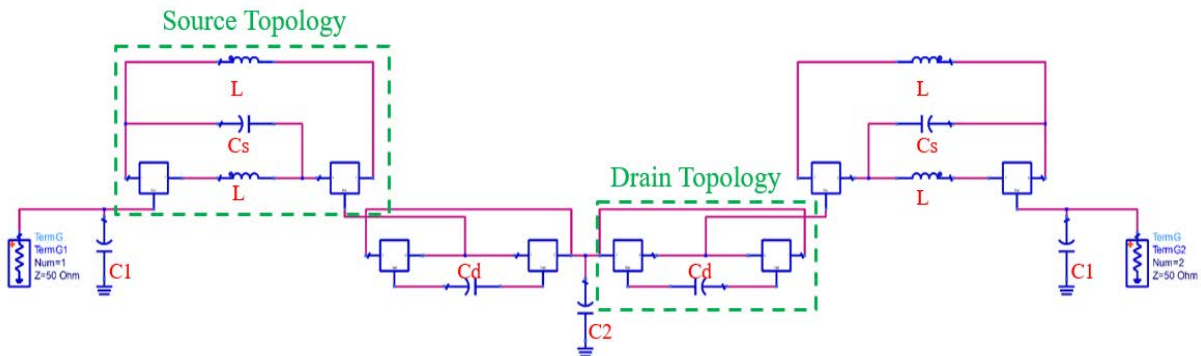 Source Topology
L
L
Cs
Cs
L
L
Drain Topology
TermG
TermG1
Num=1
Z=50 Ohm
C1
Cd
Cd
C1
TermG
TermG2
Num=2
Z=50 Ohm
C2